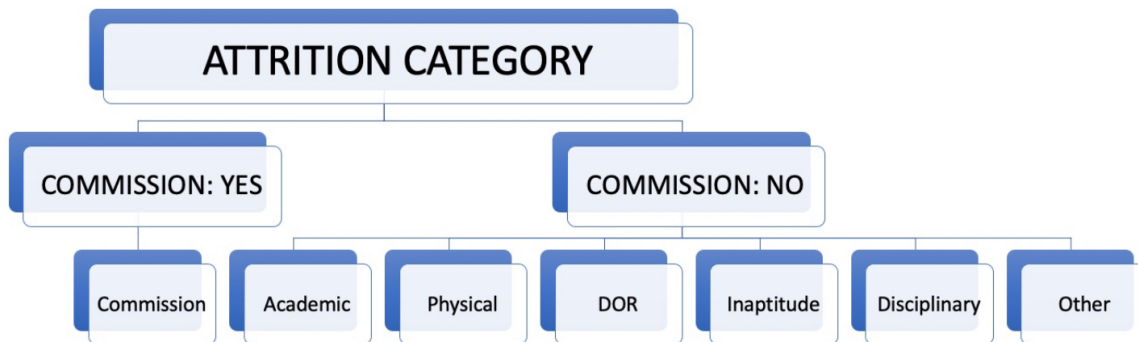 ATTRITION CATEGORY
COMMISSION: YES
COMMISSION: NO
Commission
Academic
Physical
DOR
Inaptitude
Disciplinary
Other